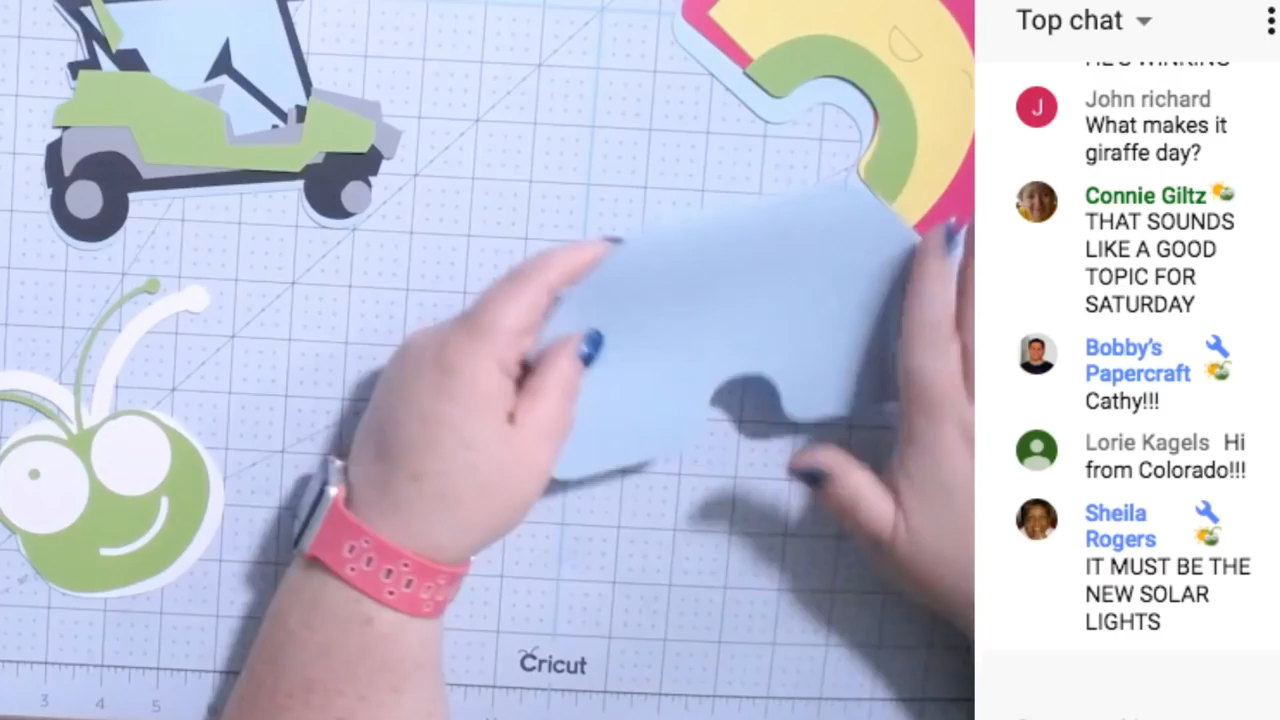 Top chat
HE'S WINKING
John richard
What makes it
giraffe day?
Connie Giltz
THAT SOUNDS
LIKE A GOOD
TOPIC FOR
SATURDAY
Bobby's
Papercraft
Cathy!!!
Lorie Kagels Hi
from Colorado!!!
Sheila
Rogers
IT MUST BE THE
NEW SOLAR
LIGHTS
J
Cricut
3 4 5